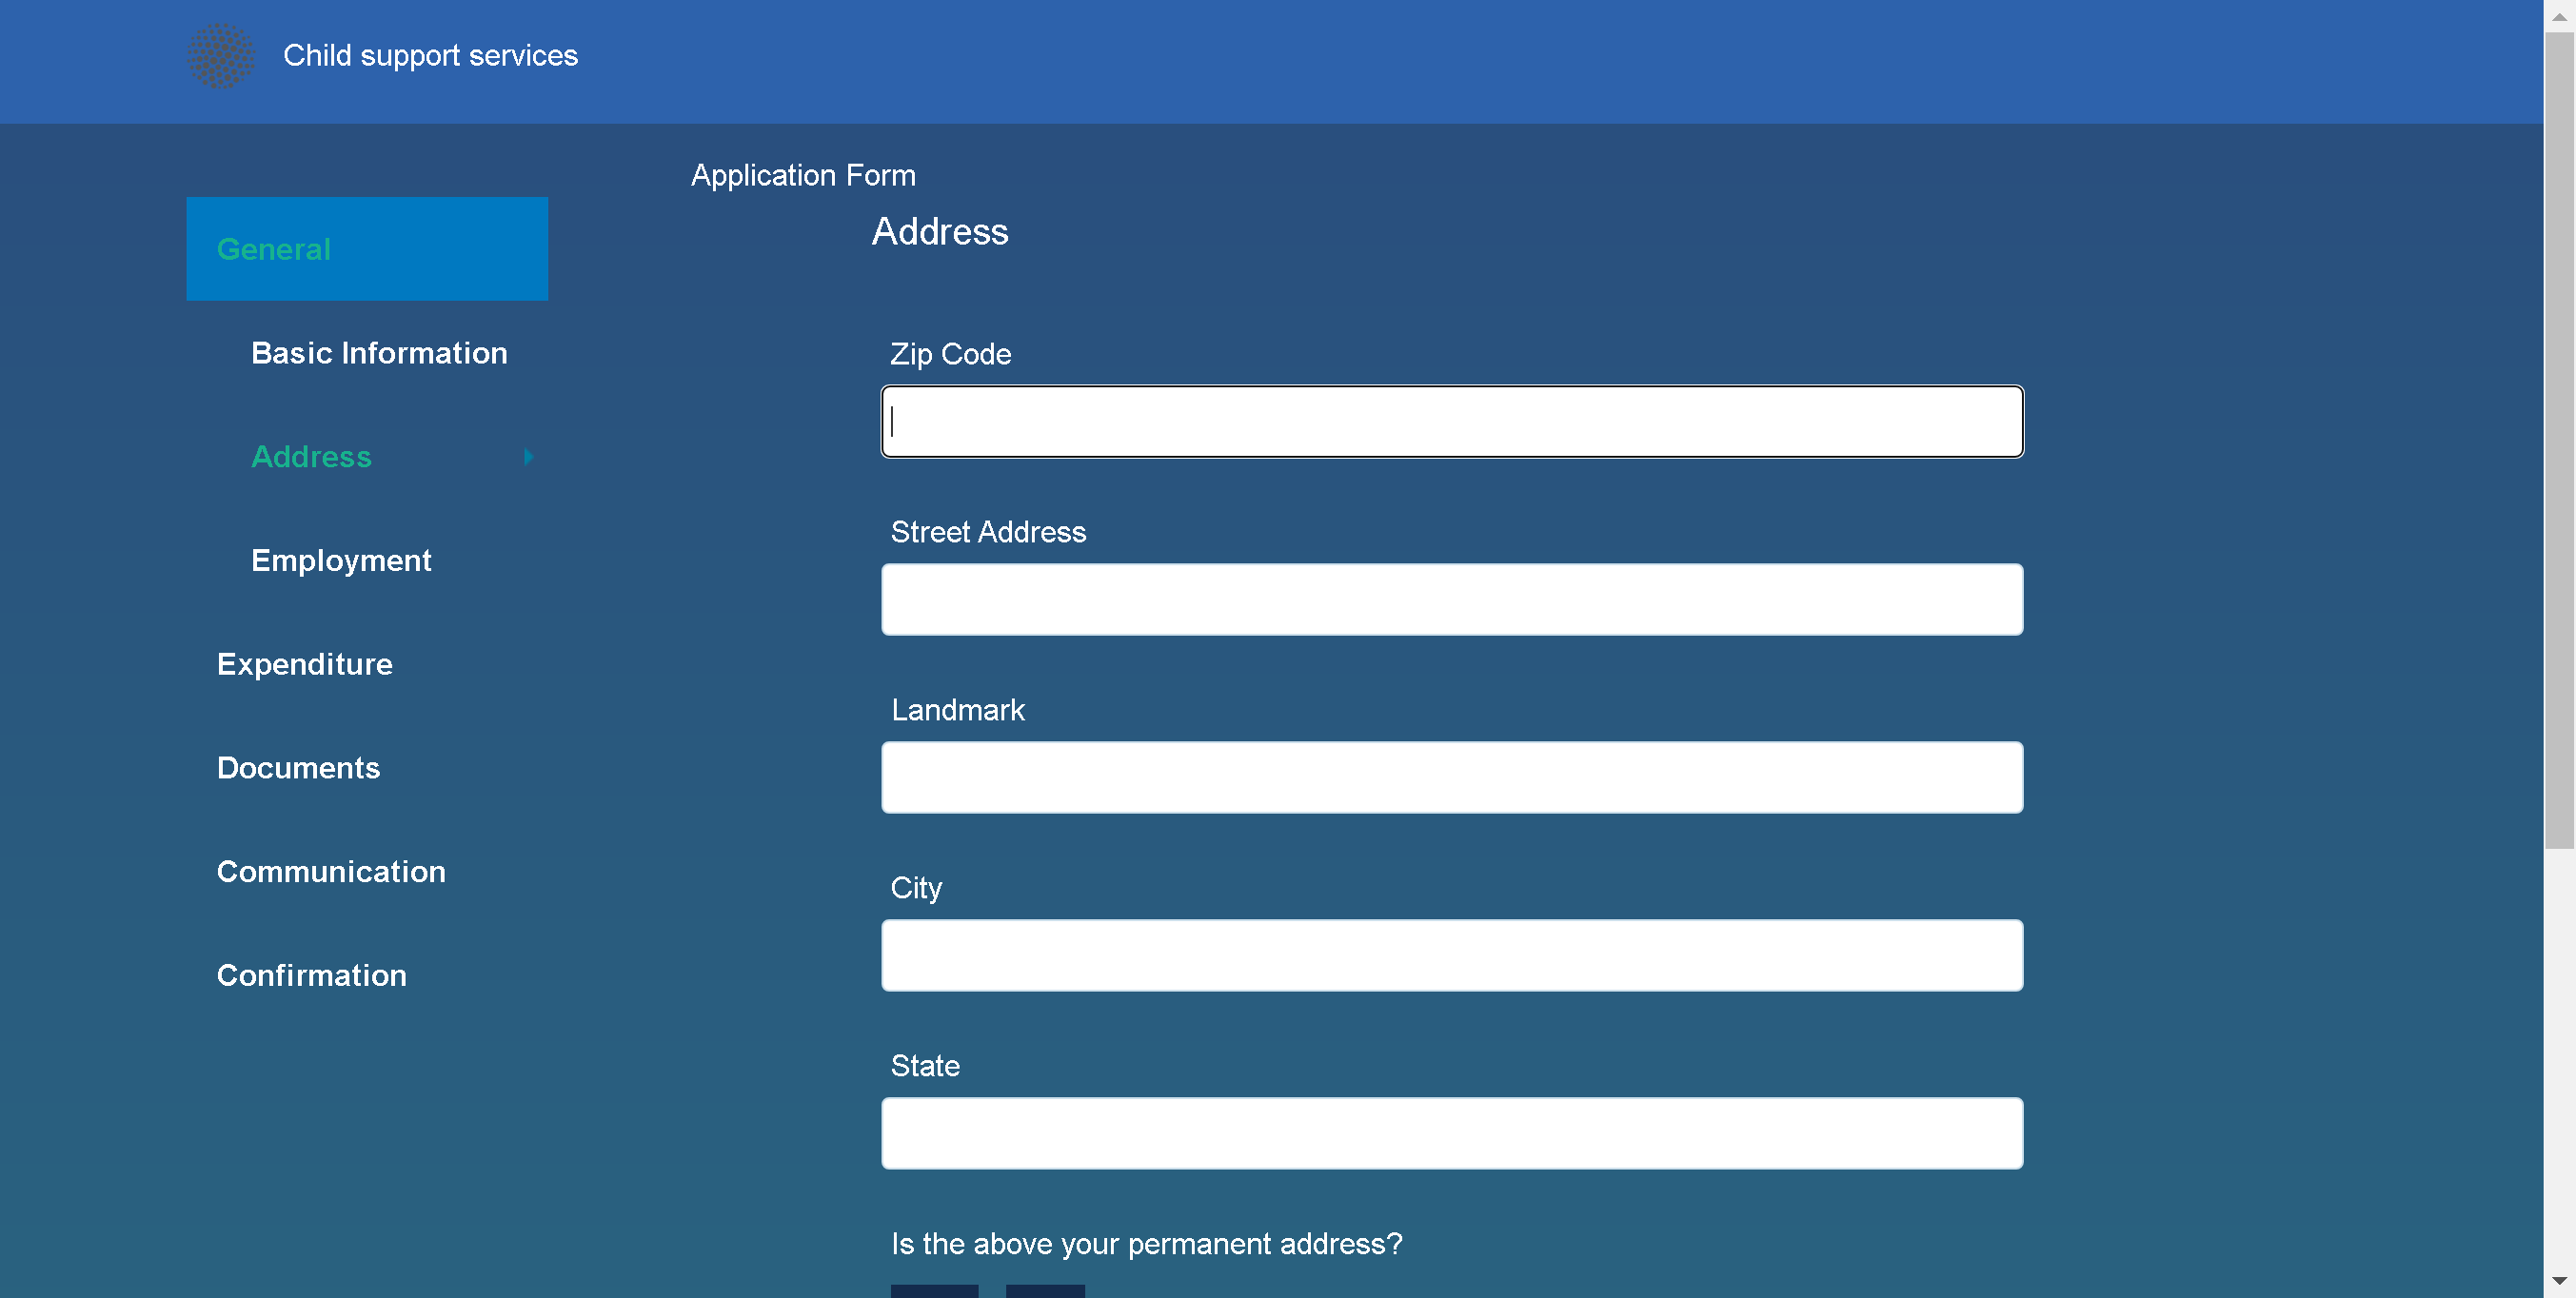 Child support services
Application Form
General
Basic Information
Address
Employment
Expenditure
Documents
Communication
Confirmation
Address
Zip Code
Street Address
Landmark
City
State
Is the above your permanent address?